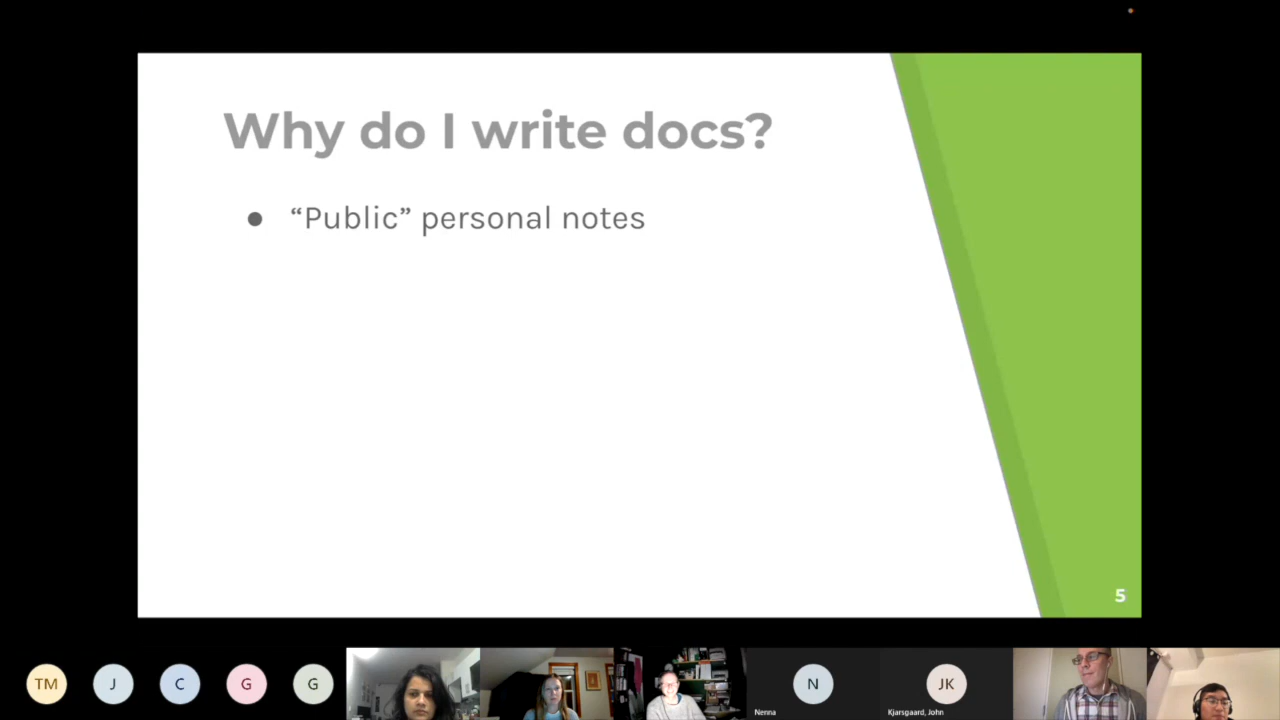 Why do I write docs?
● “Public” personal notes
5
TM
J
C
G
G
N
Nenna
JK
Kjarsgaard, John